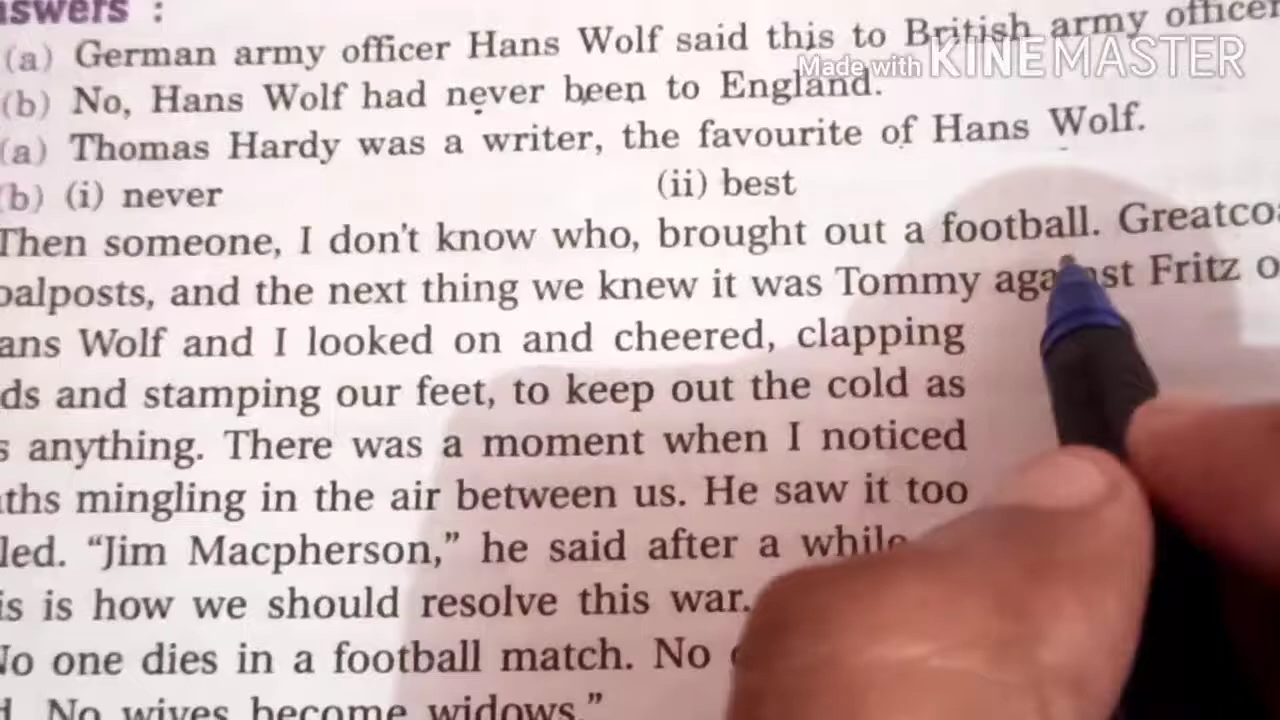 nswers :
(a) German army officer Hans Wolf said this to British army officer
Made with KINEMASTER
(b) No, Hans Wolf had never been to England.
(a) Thomas Hardy was a writer, the favourite of Hans Wolf.
(b) (i) never (ii) best
Then someone, I don't know who, brought out a football. Greatco
oalposts, and the next thing we knew it was Tommy against Fritz o
ans Wolf and I looked on and cheered, clapping
ds and stamping our feet, to keep out the cold as
s anything. There was a moment when I noticed
ths mingling in the air between us. He saw it too
led. “Jim Macpherson,” he said after a while
is is how we should resolve this war.
No one dies in a football match. No
d. No wives become widows.”